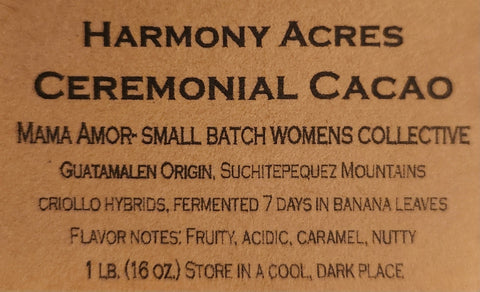 Harmony Acres
Ceremonial Cacao
Mama Amor- small batch womens collective
Guatamalen Origin, Suchitepequez Mountains
criollo hybrids, fermented 7 days in banana leaves
Flavor notes: Fruity, acidic, caramel, nutty
1 lb. (16 oz.) Store in a cool, dark place